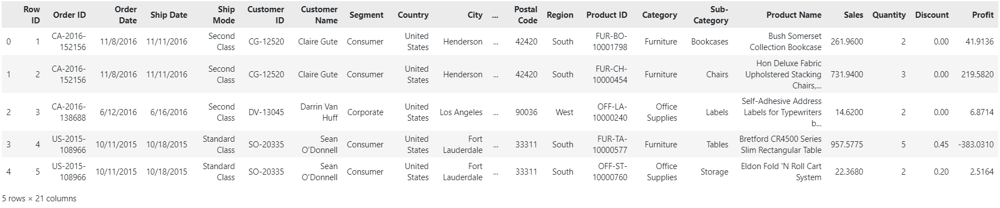 Row ID Order ID Order Date Ship Date Ship Mode Customer ID Customer Name Segment Country City ... Postal Code Region Product ID Category Sub-Category Product Name Sales Quantity Discount Profit
0 1 CA-2016-152156 11/8/2016 11/11/2016 Second Class CG-12520 Claire Gute Consumer United States Henderson ... 42420 South FUR-BO-10001798 Furniture Bookcases Bush Somerset Collection Bookcase 261.9600 2 0.00 41.9136
1 2 CA-2016-152156 11/8/2016 11/11/2016 Second Class CG-12520 Claire Gute Consumer United States Henderson ... 42420 South FUR-CH-10000454 Furniture Chairs Hon Deluxe Fabric Upholstered Stacking Chairs,... 731.9400 3 0.00 219.5820
2 3 CA-2016-138688 6/12/2016 6/16/2016 Second Class DV-13045 Darrin Van Huff Corporate United States Los Angeles ... 90036 West OFF-LA-10000240 Office Supplies Labels Self-Adhesive Address Labels for Typewriters b... 14.6200 2 0.00 6.8714
3 4 US-2015-108966 10/11/2015 10/18/2015 Standard Class SO-20335 Sean O'Donnell Consumer United States Fort Lauderdale ... 33311 South FUR-TA-10000577 Furniture Tables Bretford CR4500 Series Slim Rectangular Table 957.5775 5 0.45 -383.0310
4 5 US-2015-108966 10/11/2015 10/18/2015 Standard Class SO-20335 Sean O'Donnell Consumer United States Fort Lauderdale ... 33311 South OFF-ST-10000760 Office Supplies Storage Eldon Fold 'N Roll Cart System 22.3680 2 0.20 2.5164
5 rows × 21 columns